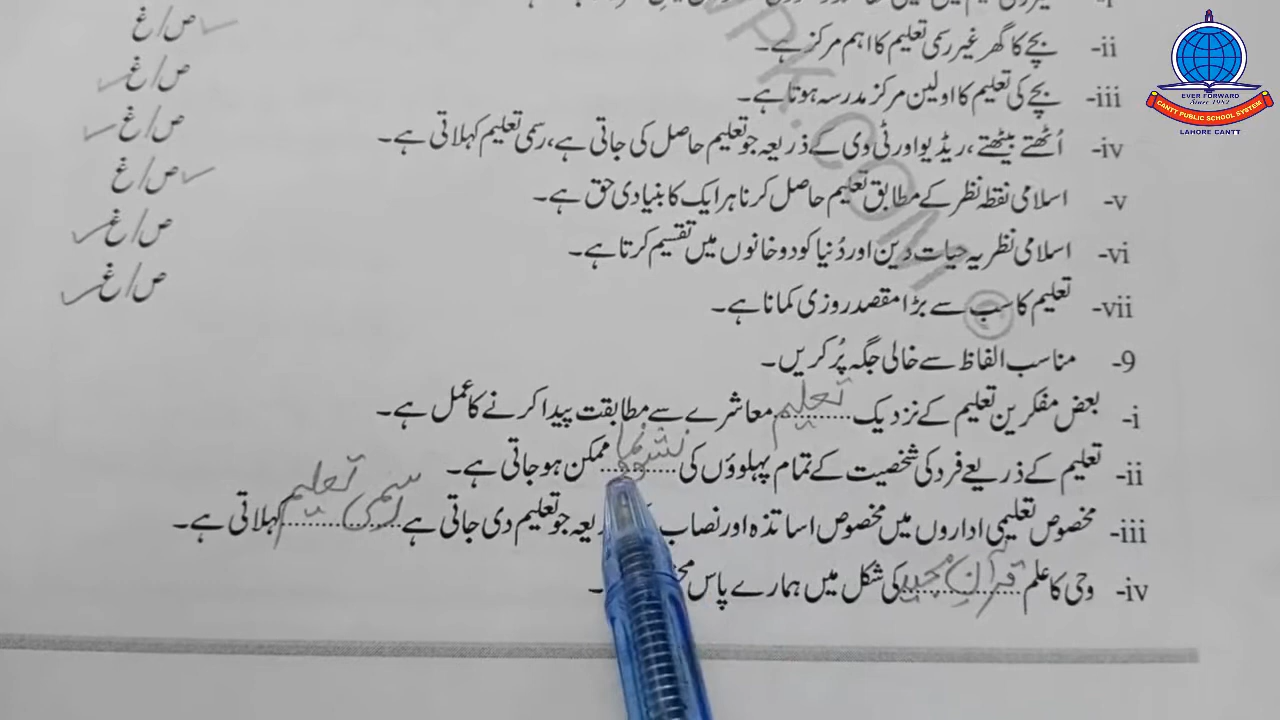 ii- بچے کا گھر غیر رسمی تعلیم کا اہم مرکز ہے۔ ص/غ
iii- بچے کی تعلیم کا اولین مرکز مدرسہ ہوتا ہے۔ ص/غ
iv- اُٹھتے بیٹھتے، ریڈیو اور ٹی وی کے ذریعہ جو تعلیم حاصل کی جاتی ہے، رسمی تعلیم کہلاتی ہے۔ ص/غ
v- اسلامی نقطہ نظر کے مطابق تعلیم حاصل کرنا ہر ایک کا بنیادی حق ہے۔ ص/غ
vi- اسلامی نظریہ حیات دین اور دُنیا کو دو خانوں میں تقسیم کرتا ہے۔ ص/غ
vii- تعلیم کا سب سے بڑا مقصد روزی کمانا ہے۔ ص/غ
9- مناسب الفاظ سے خالی جگہ پُر کریں۔
i- بعض مفکرین تعلیم کے نزدیک تعلیم معاشرے سے مطابقت پیدا کرنے کا عمل ہے۔
ii- تعلیم کے ذریعے فرد کی شخصیت کے تمام پہلوؤں کی نشوونما ممکن ہو جاتی ہے۔
iii- مخصوص تعلیمی اداروں میں مخصوص اساتذہ اور نصاب جو تعلیم دی جاتی ہے رسمی تعلیم کہلاتی ہے۔
iv- وحی کا علم قرآن مجید کی شکل میں ہمارے پاس
EVER FORWARD
Since 1982
CANTT PUBLIC SCHOOL SYSTEM
LAHORE CANTT